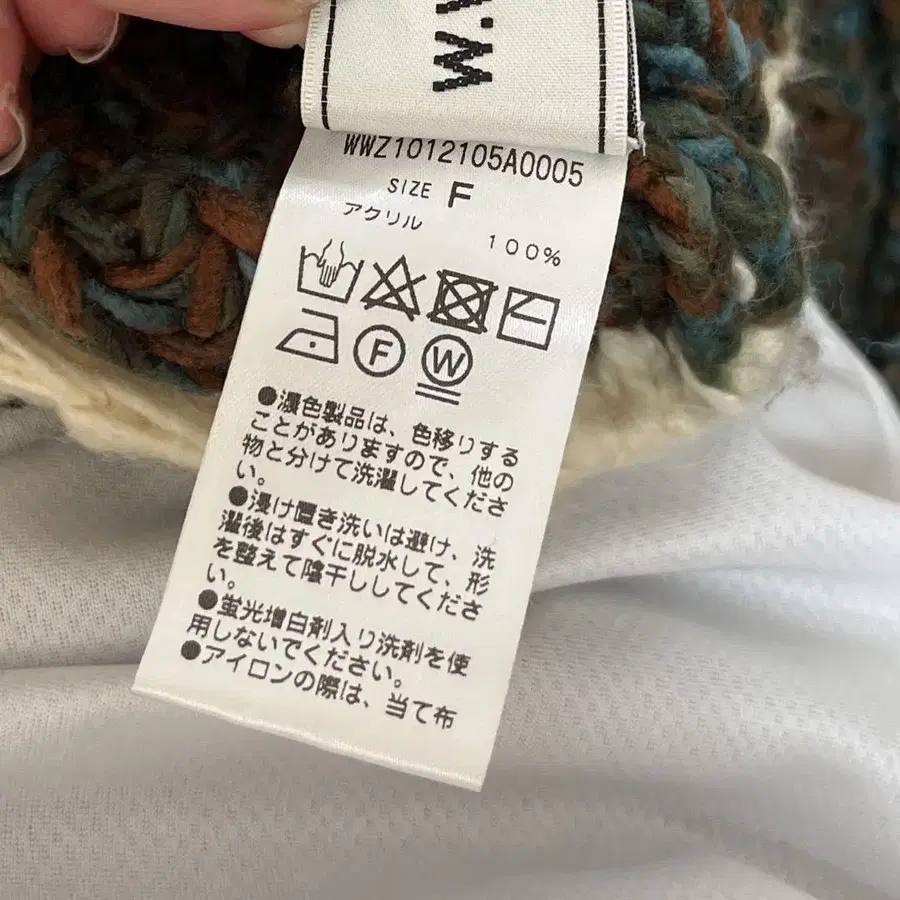 W.W
WWZ1012105A0005
SIZE F
アクリル 100%
F W
●濃色製品は、色移りする
ことがありますので、他の
物と分けて洗濯してくださ
い。
●浸け置き洗いは避け、洗
濯後はすぐに脱水して、形
を整えて陰干ししてくださ
い。
●蛍光増白剤入り洗剤を使
用しないでください。
●アイロンの際は、当て布